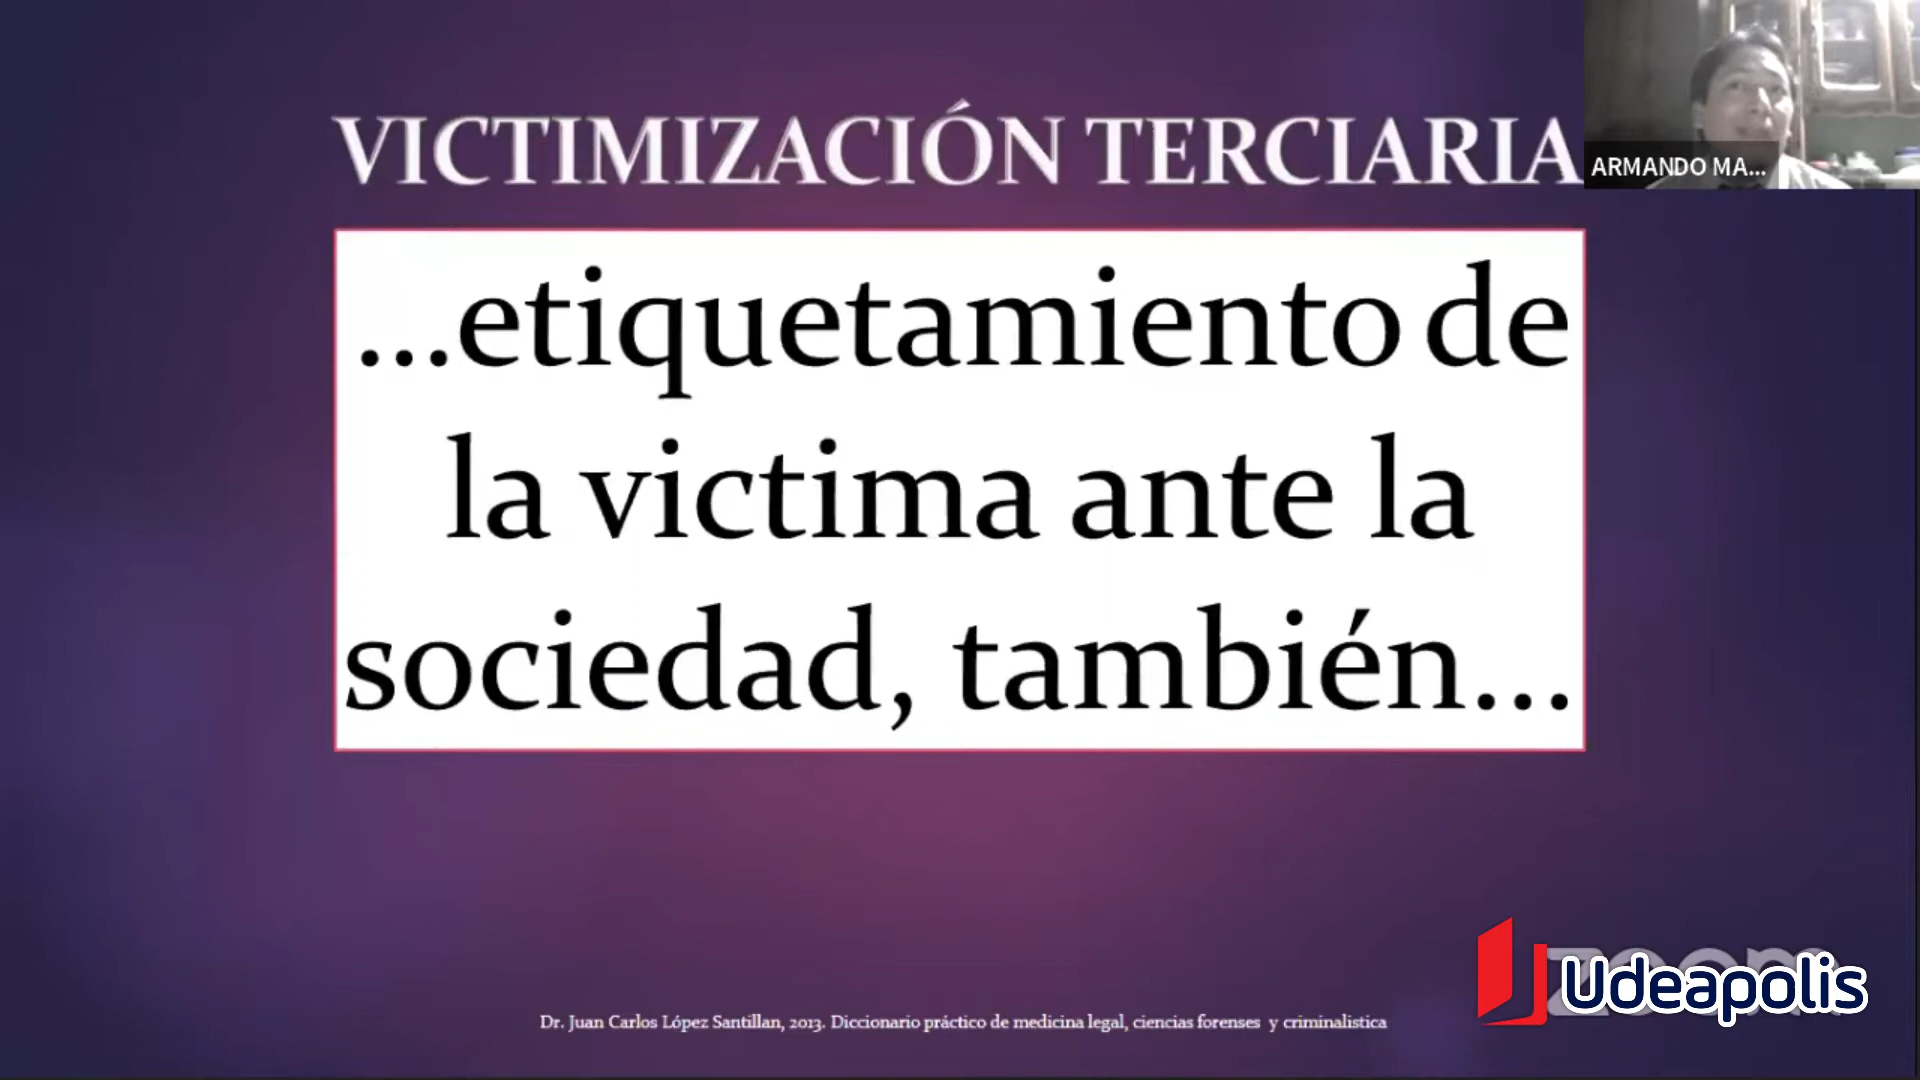 VICTIMIZACIÓN TERCIARIA
ARMANDO MA...
...etiquetamiento de
la victima ante la
sociedad, también...
zoom
Udeapolis
Dr. Juan Carlos López Santillan, 2013. Diccionario práctico de medicina legal, ciencias forenses y criminalistica